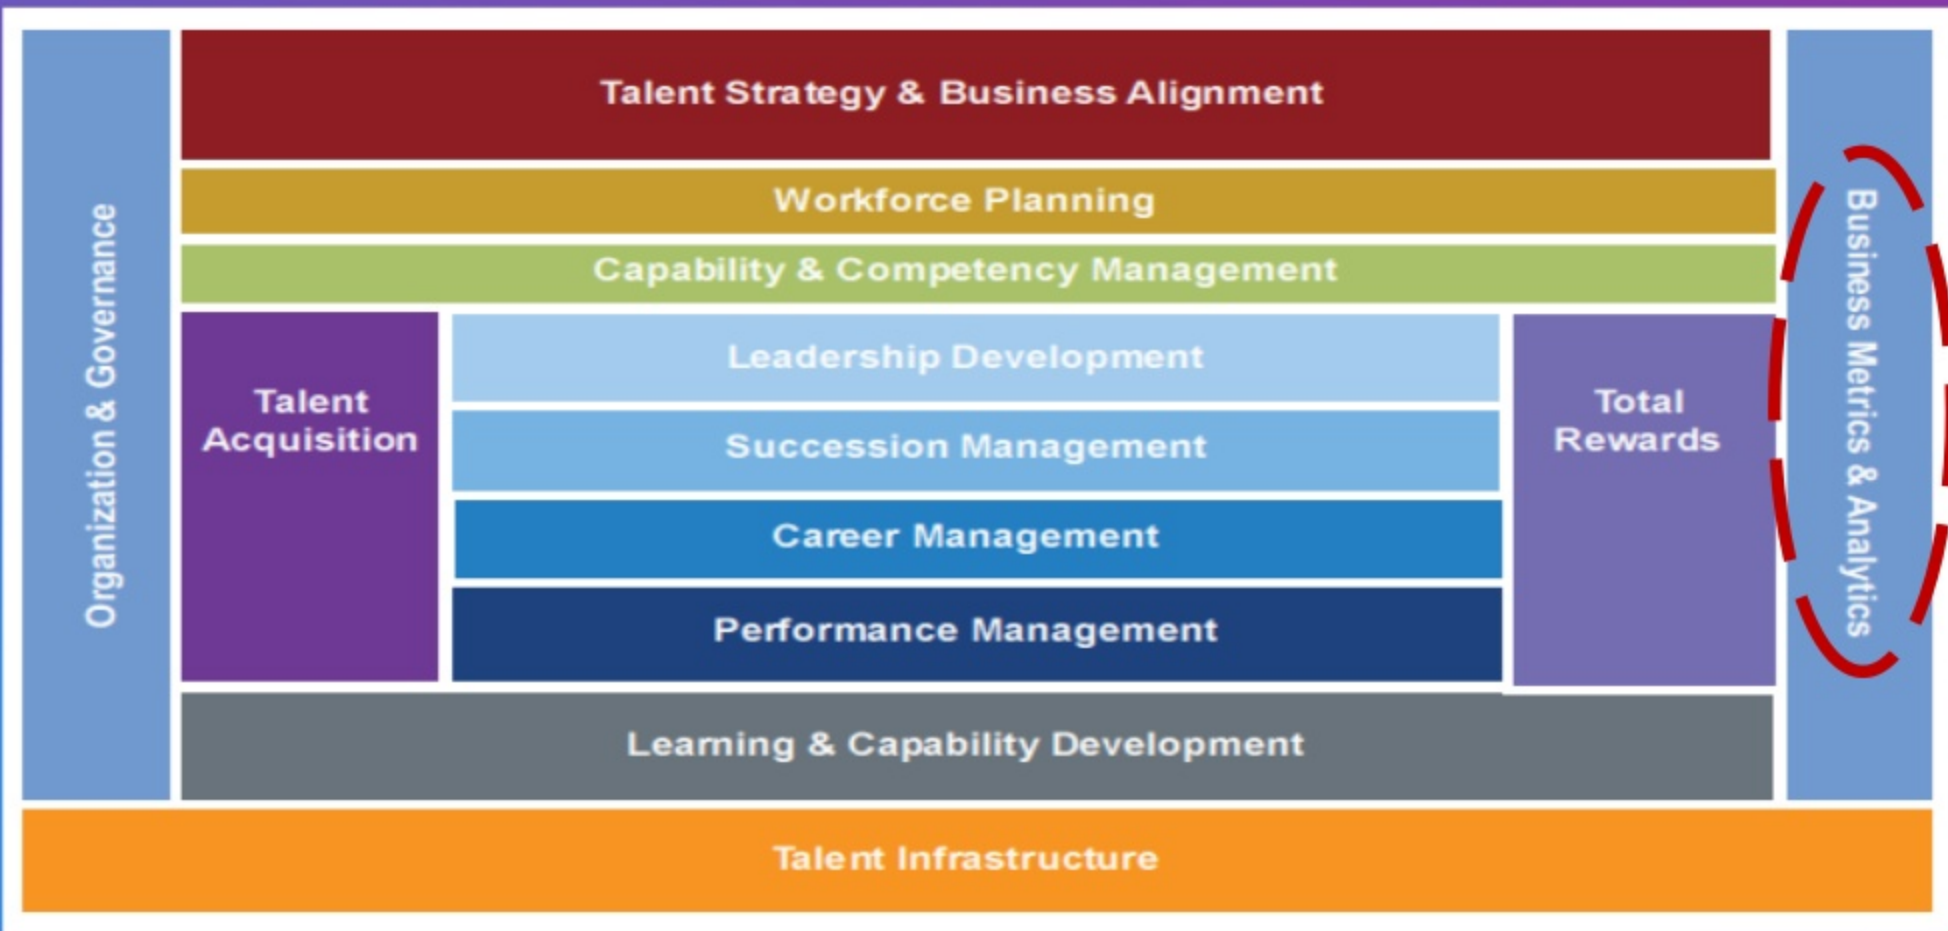 Talent Strategy & Business Alignment
Workforce Planning
Capability & Competency Management
Organization & Governance
Talent
Acquisition
Leadership Development
Succession Management
Career Management
Performance Management
Total
Rewards
Business Metrics & Analytics
Learning & Capability Development
Talent Infrastructure